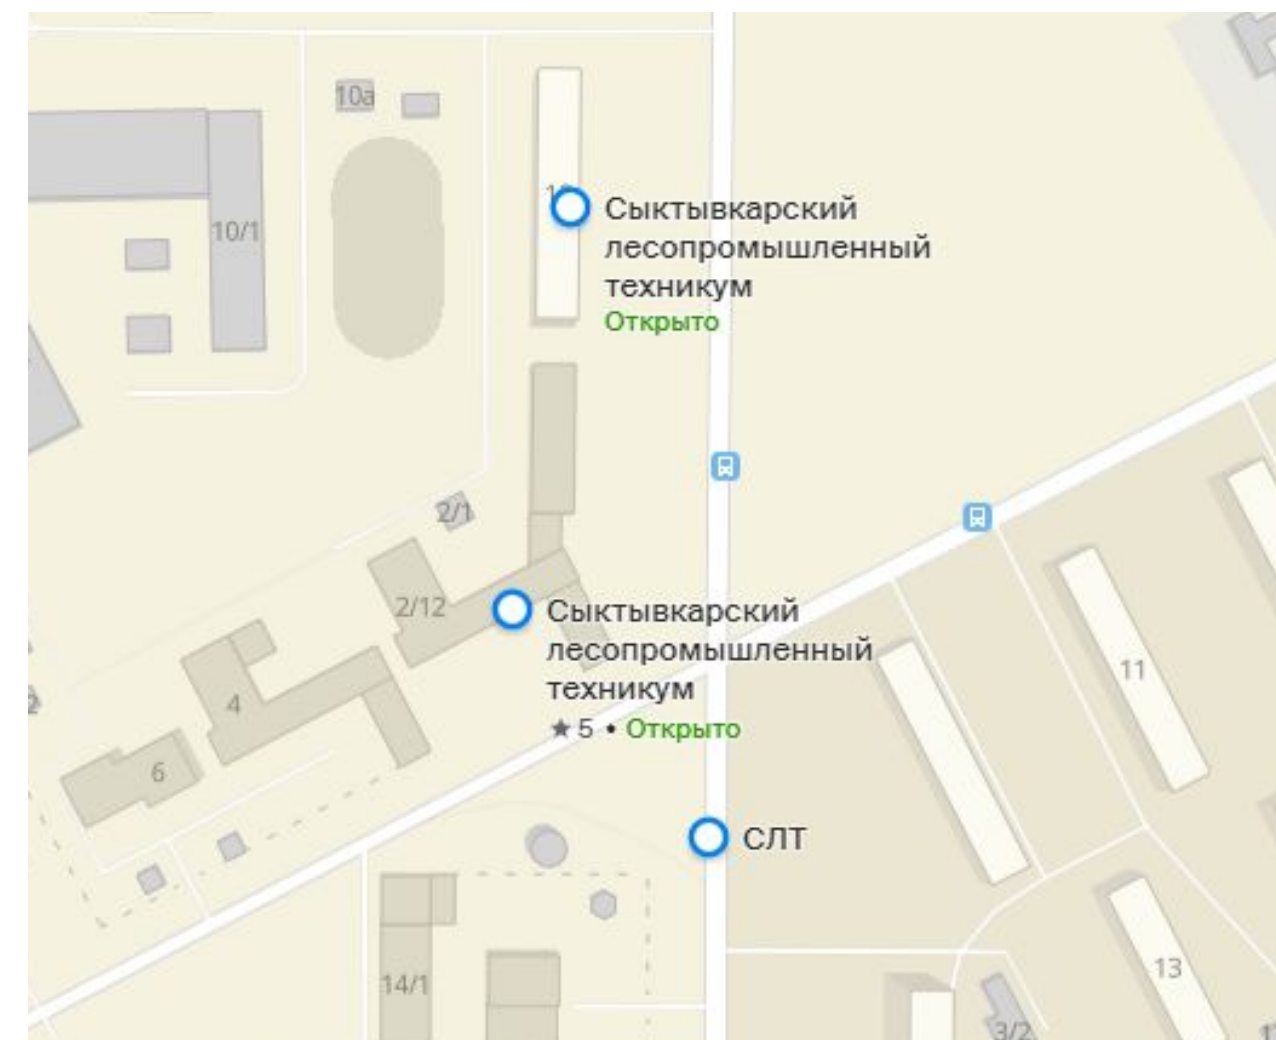 10а
10/1
Сыктывкарский
лесопромышленный
техникум
Открыто
2/1
2/12
Сыктывкарский
лесопромышленный
техникум
★ 5 • Открыто
4
6
11
СЛТ
14/1
13
3/2